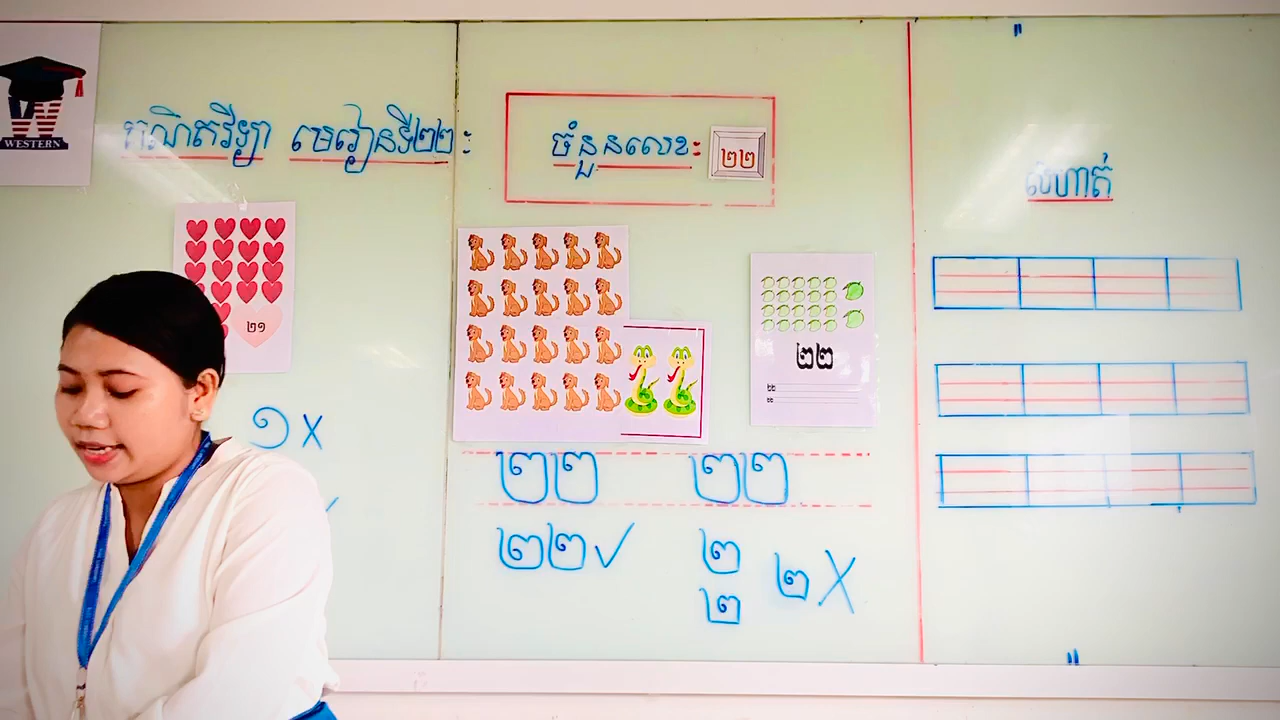 WESTERN
គណិតវិទ្យា មេរៀនទី២២ :
ចំនួនលេខ: ២២
លំហាត់
២១
២២
១ x
២២ ២២
២២ ✓
២
២
២ X